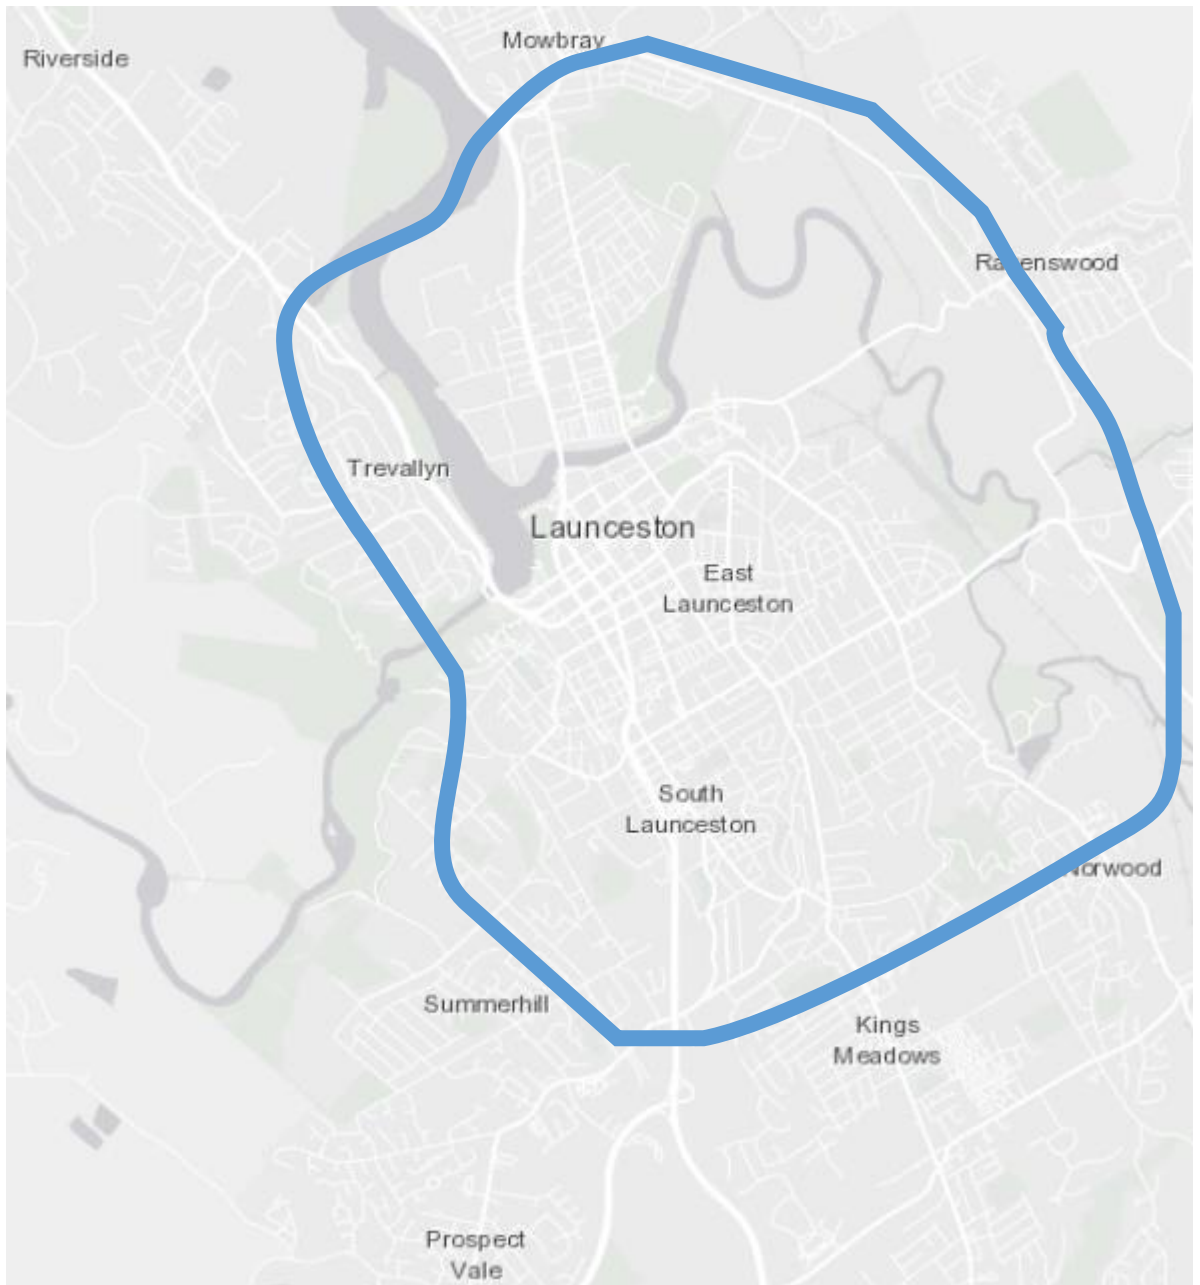 Mowbray
Riverside
Ravenswood
Trevallyn
Launceston
East
Launceston
South
Launceston
Norwood
Summerhill
Kings
Meadows
Prospect
Vale